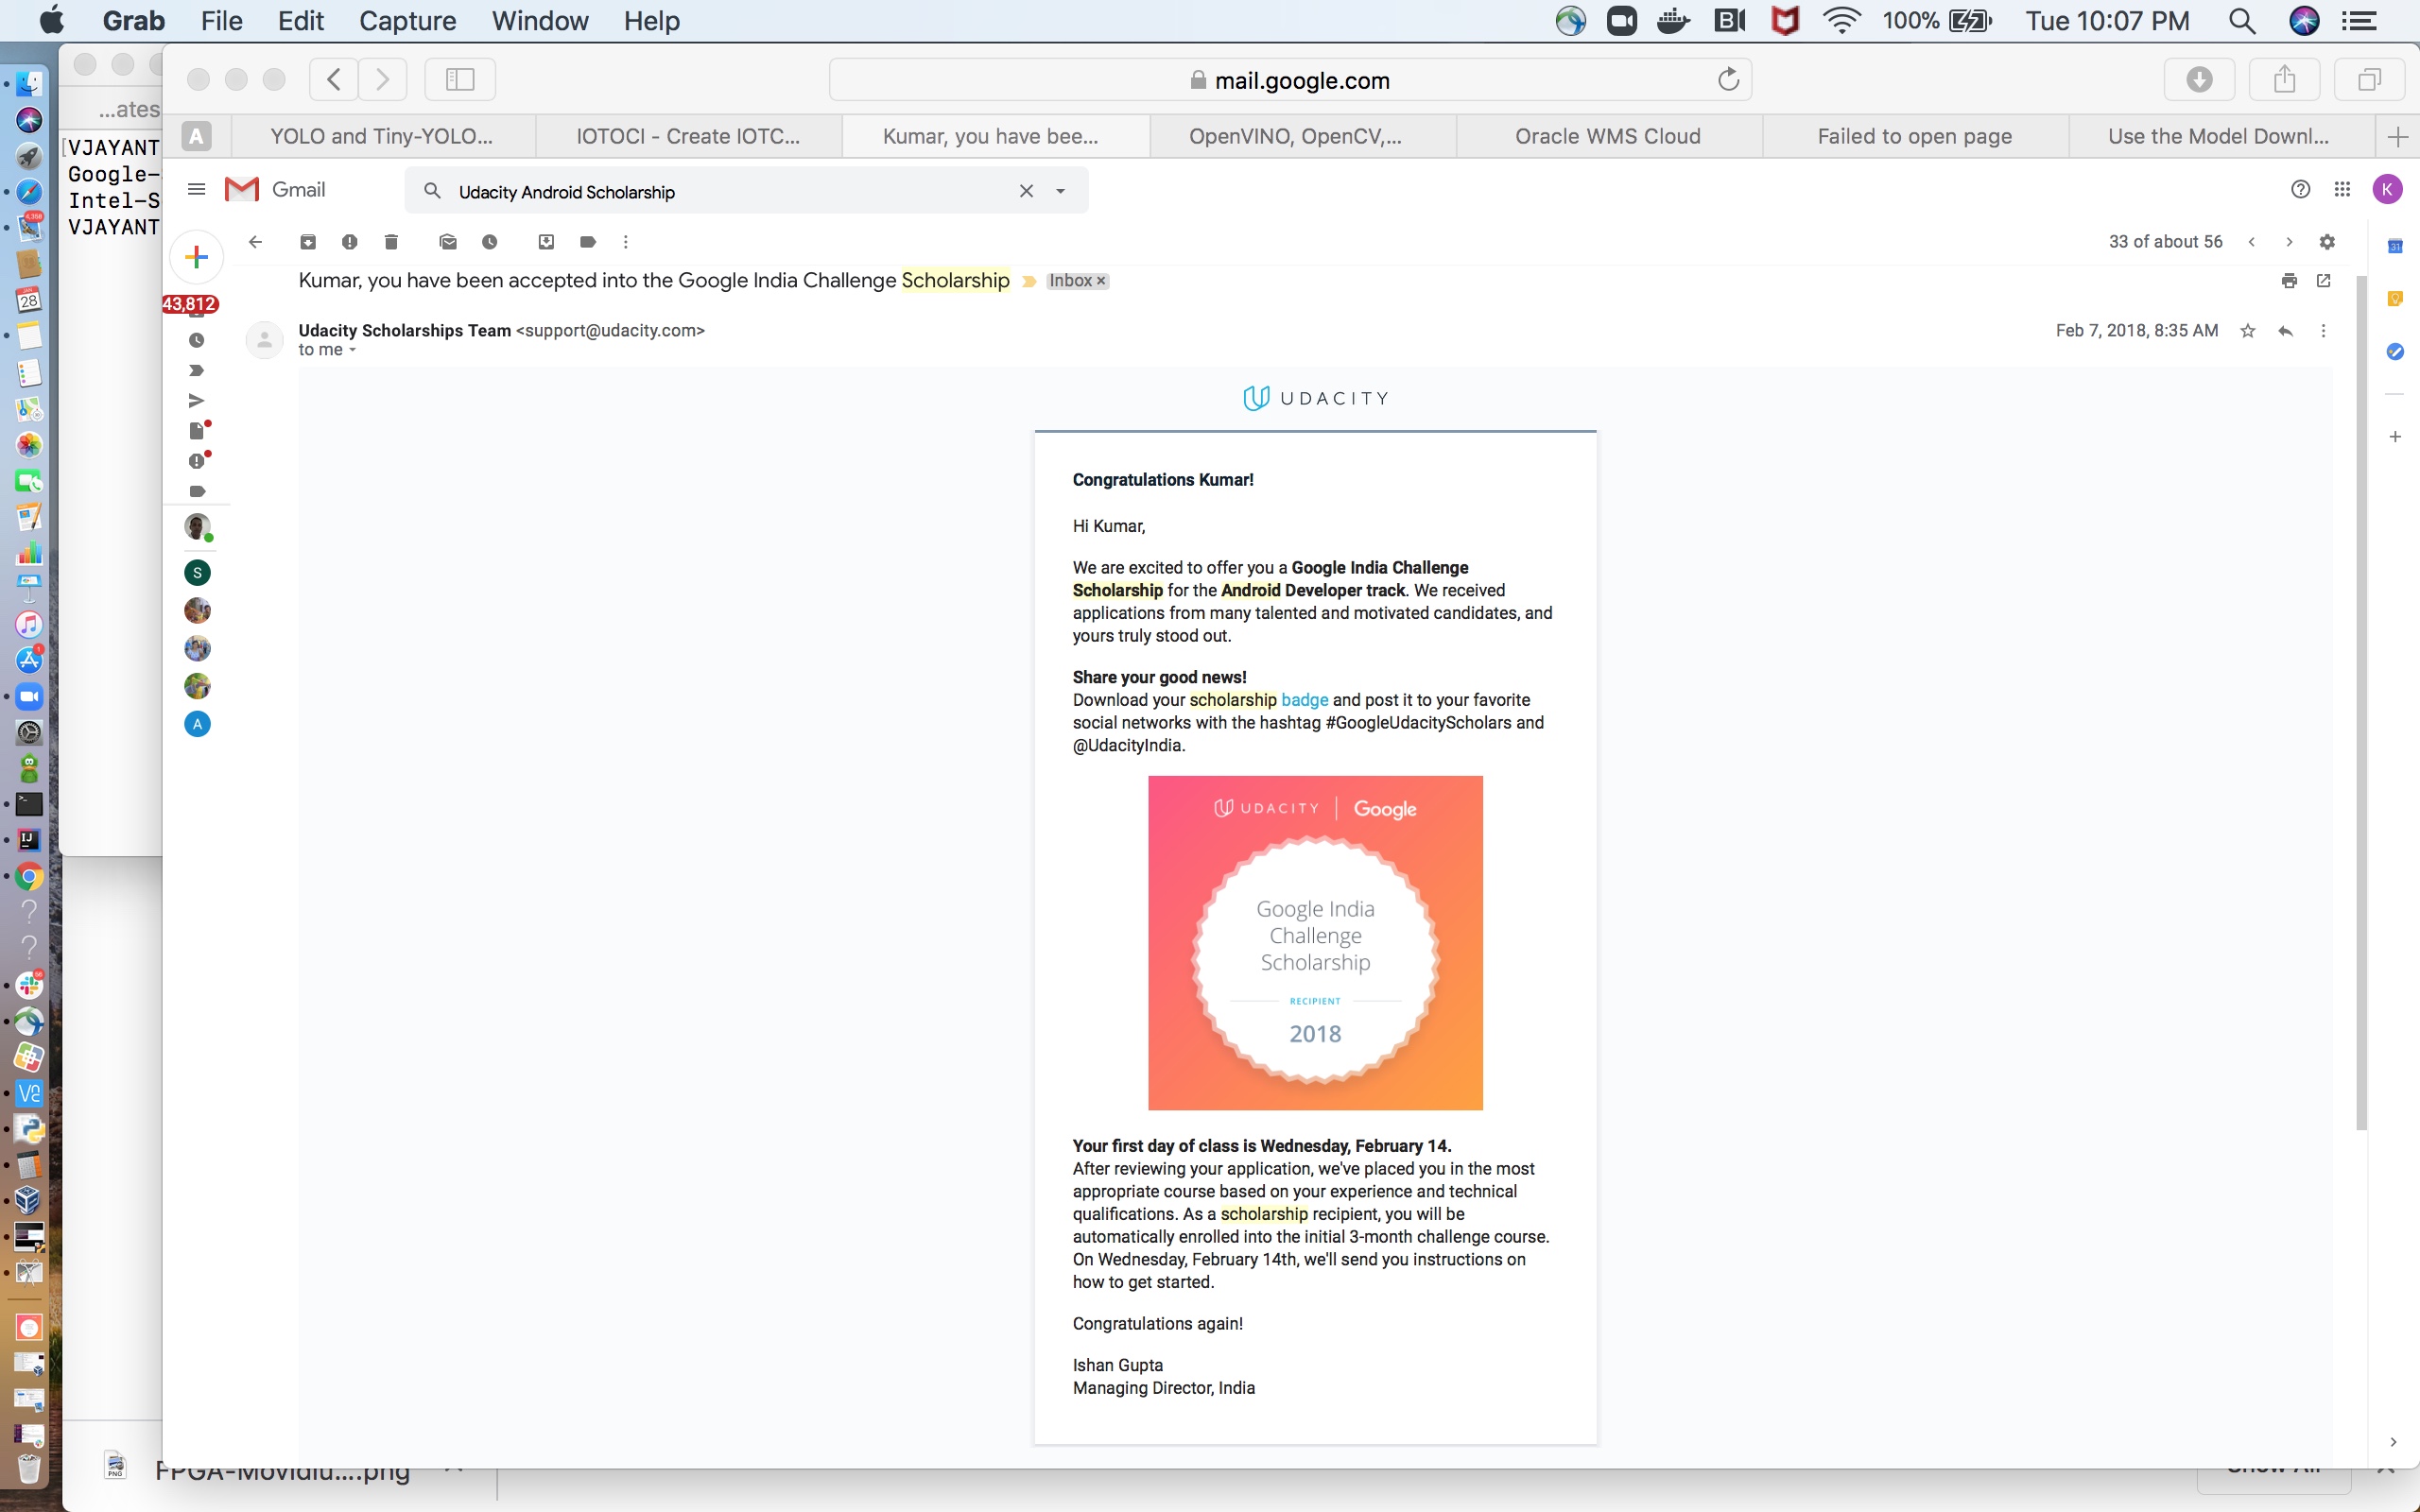 Grab File Edit Capture Window Help 100% Tue 10:07 PM
mail.google.com
...ates
A YOLO and Tiny-YOLO... IOTOCI - Create IOTC... Kumar, you have bee... OpenVINO, OpenCV,... Oracle WMS Cloud Failed to open page Use the Model Downl...
[VJAYANT
Google-
Intel-S
VJAYANT
Gmail Udacity Android Scholarship K
33 of about 56
Kumar, you have been accepted into the Google India Challenge Scholarship Inbox ×
43,812
Udacity Scholarships Team <support@udacity.com> Feb 7, 2018, 8:35 AM
to me
UDACITY
Congratulations Kumar!
Hi Kumar,
We are excited to offer you a Google India Challenge
Scholarship for the Android Developer track. We received
applications from many talented and motivated candidates, and
yours truly stood out.
Share your good news!
Download your scholarship badge and post it to your favorite
social networks with the hashtag #GoogleUdacityScholars and
@UdacityIndia.
UDACITY | Google
Google India
Challenge
Scholarship
RECIPIENT
2018
Your first day of class is Wednesday, February 14.
After reviewing your application, we've placed you in the most
appropriate course based on your experience and technical
qualifications. As a scholarship recipient, you will be
automatically enrolled into the initial 3-month challenge course.
On Wednesday, February 14th, we'll send you instructions on
how to get started.
Congratulations again!
Ishan Gupta
Managing Director, India
S
A
JAN
28
IJ
V2
31
PNG
FPGA-Movidiu....png
Show All